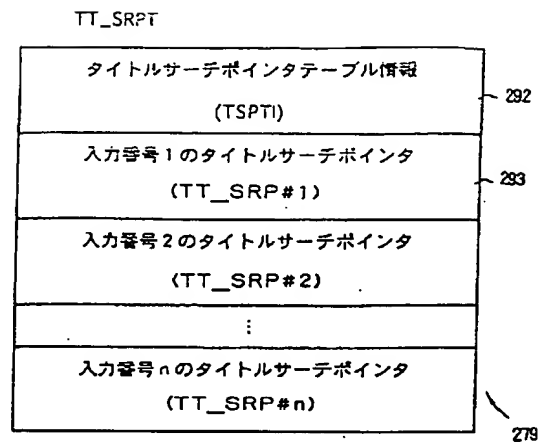 TT_SRPT
タイトルサーチポインタテーブル情報
(TSPTI)
292
入力番号1のタイトルサーチポインタ
(TT__SRP#1)
293
入力番号2のタイトルサーチポインタ
(TT__SRP#2)
⋮
入力番号nのタイトルサーチポインタ
(TT__SRP#n)
279